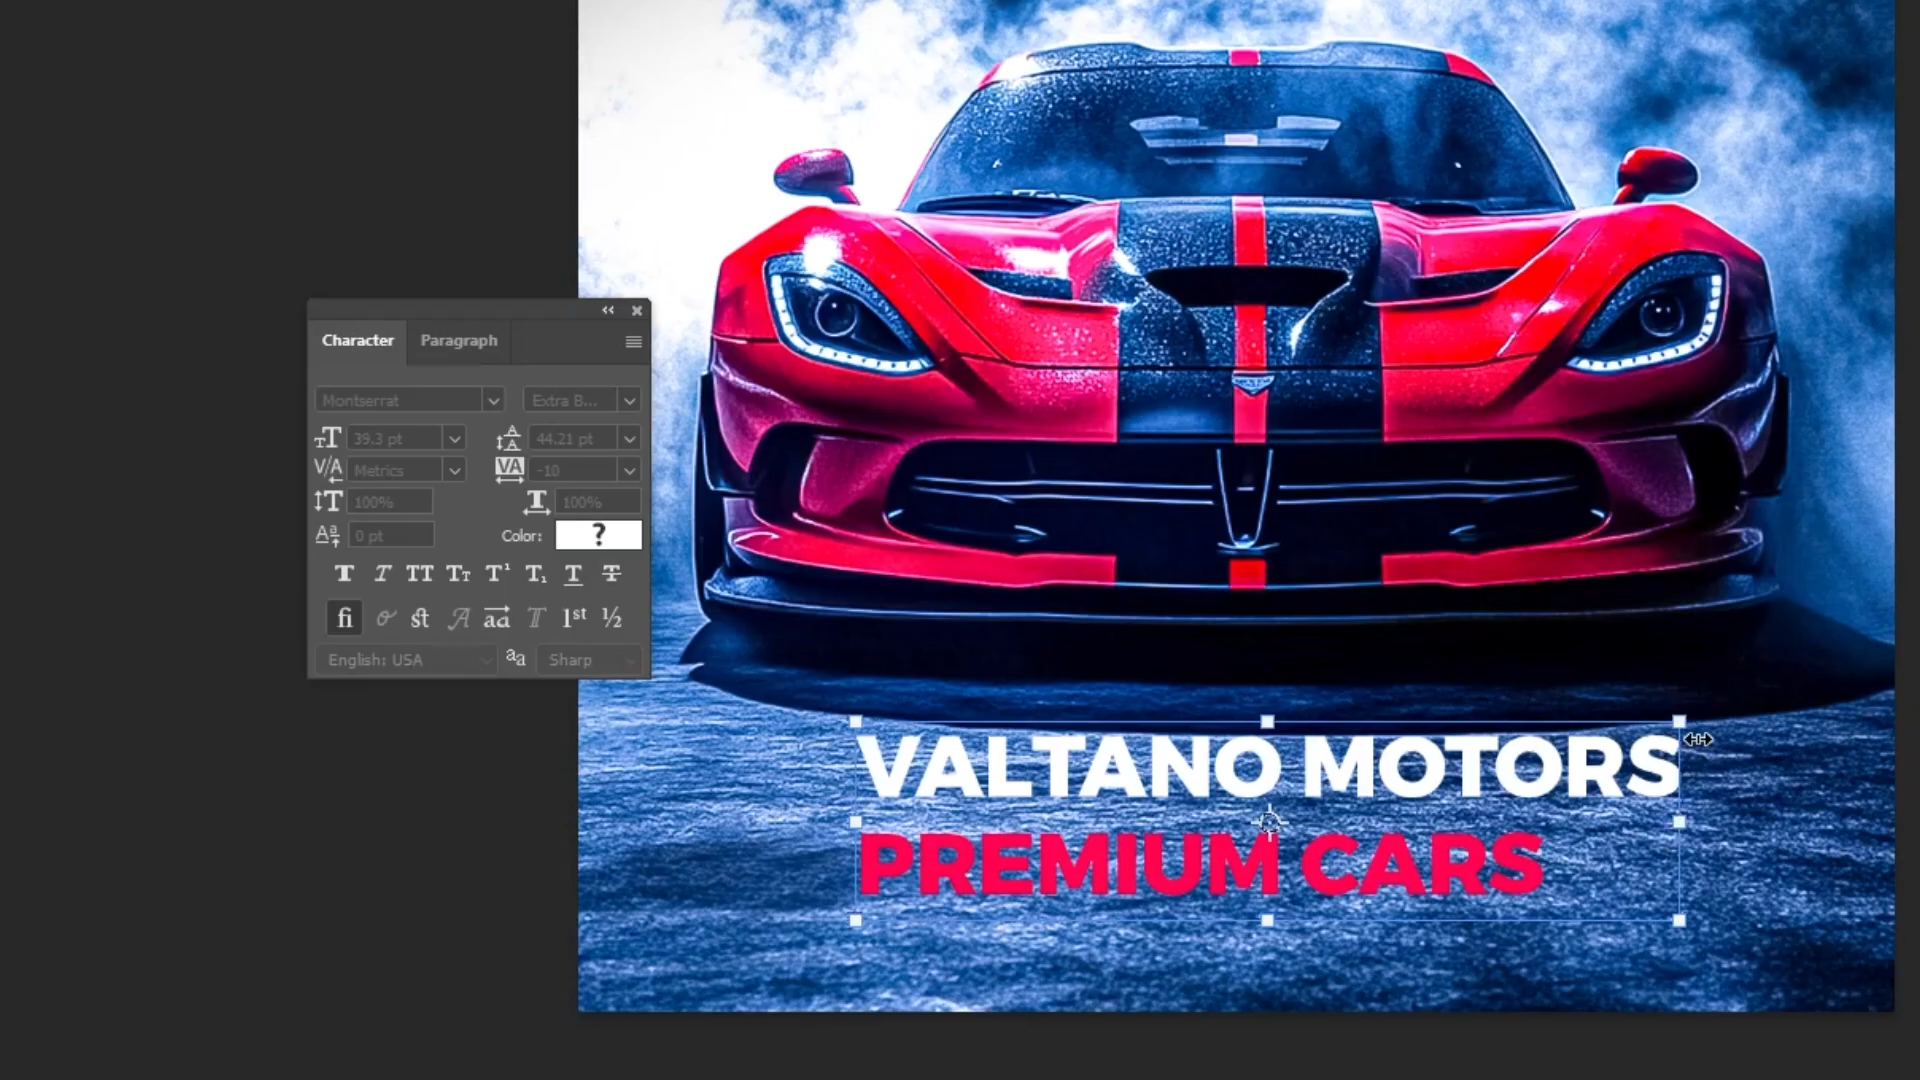 Character
Paragraph
Montserrat
Extra B...
39.3 pt
44.21 pt
Metrics
-10
100%
100%
0 pt
Color:
?
English: USA
Sharp
VALTANO MOTORS
PREMIUM CARS